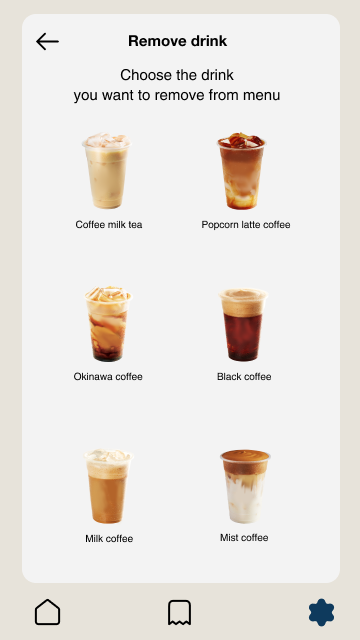 Remove drink
Choose the drink
you want to remove from menu
Coffee milk tea
Popcorn latte coffee
Okinawa coffee
Black coffee
Milk coffee
Mist coffee